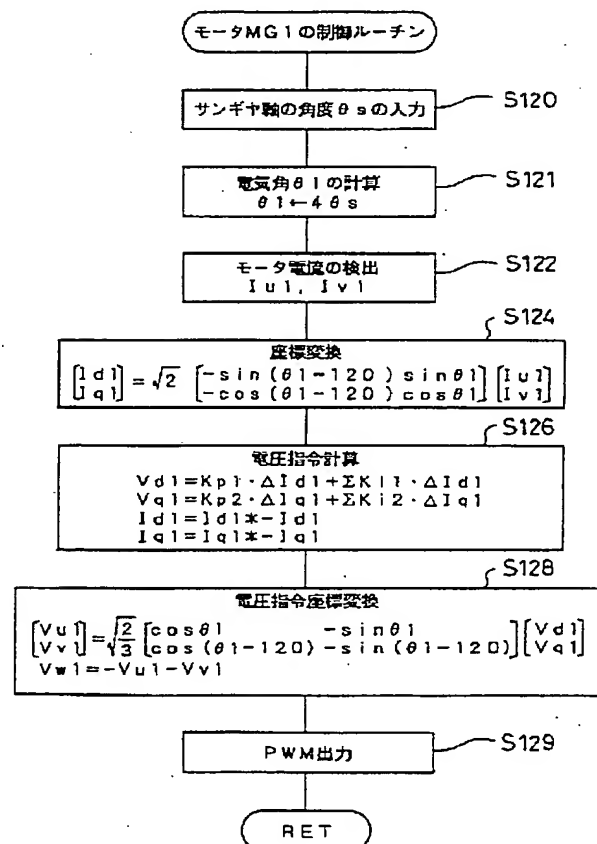 モータMG1の制御ルーチン
サンギヤ軸の角度θsの入力
S120
電気角θ1の計算
θ1←4θs
S121
モータ電流の検出
Iu1, Iv1
S122
S124
座標変換
[Id1] = √2 [-sin(θ1-120) sinθ1] [Iu1]
[Iq1] [-cos(θ1-120) cosθ1] [Iv1]
S126
電圧指令計算
Vd1=Kp1・ΔId1+ΣKi1・ΔId1
Vq1=Kp2・ΔIq1+ΣKi2・ΔIq1
Id1=Id1*-Id1
Iq1=Iq1*-Iq1
S128
電圧指令座標変換
[Vu1] = √2/3 [cosθ1 -sinθ1] [Vd1]
[Vv1] [cos(θ1-120) -sin(θ1-120)] [Vq1]
Vw1=-Vu1-Vv1
PWM出力
S129
RET